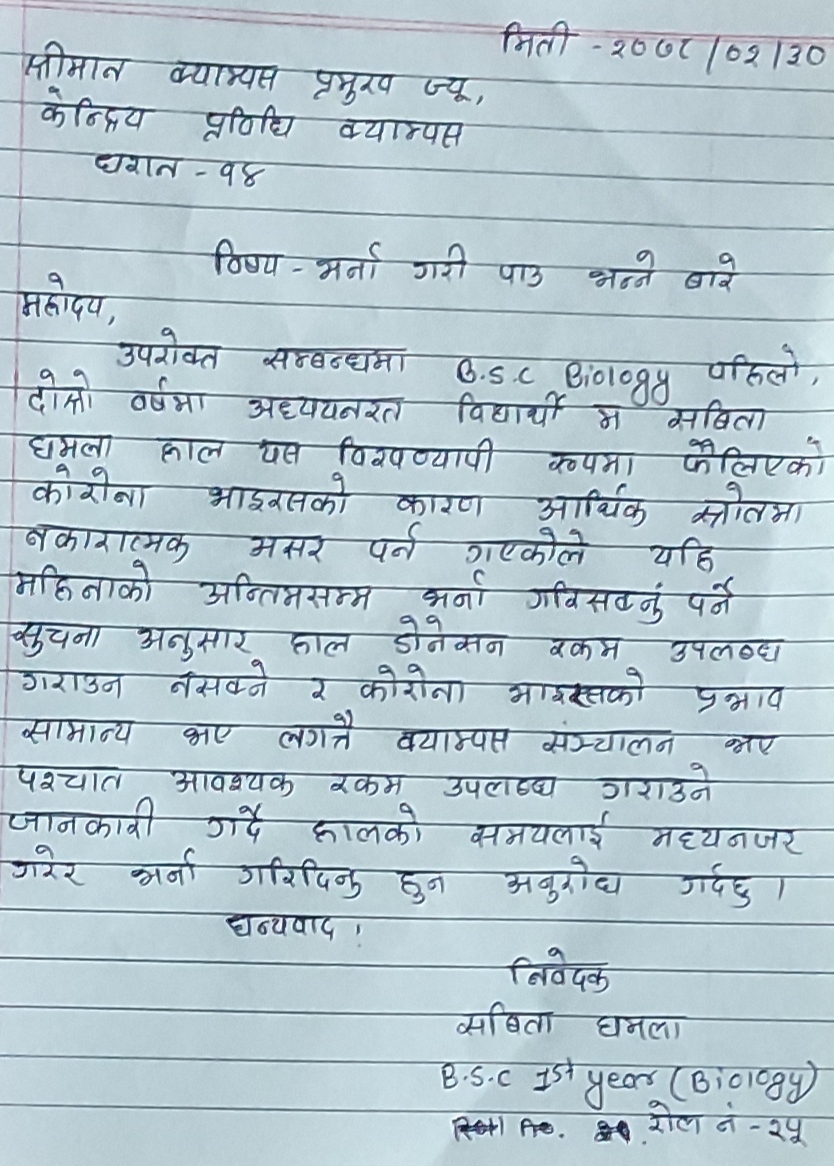 मिती - २०७८/०२/३०
श्रीमान क्याम्पस प्रमुख ज्यू,
केन्द्रिय प्रविधि क्याम्पस
धरान - १४
विषय - भर्ना गरी पाउ भन्ने बारे
महोदय,
उपरोक्त सम्बन्धमा B.S.C Biology पहिलो,
दोस्रो वर्षमा अध्ययनरत विद्यार्थी म सबिता
धमला हाल यस विश्वव्यापी रूपमा फैलिएको
कोरोना भाइरसको कारण आर्थिक स्रोतमा
नकारात्मक असर पर्न गएकोले यहि
महिनाको अन्तिमसम्म भर्ना गरिसक्नुं पर्ने
सुचना अनुसार हाल डोनेसन रकम उपलब्ध
गराउन नसक्ने र कोरोना भाइरसको प्रभाव
सामान्य भए लगत्तै क्याम्पस संञ्चालन भए
पश्चात आवश्यक रकम उपलब्ध गराउने
जानकारी गर्दै हालको समयलाई मध्यनजर
गरेर भर्ना गरिदिनु हुन अनुरोध गर्दछु ।
धन्यवाद ।
निवेदक
सबिता धमला
B.S.C 1st year (Biology)
रोल नं - २५